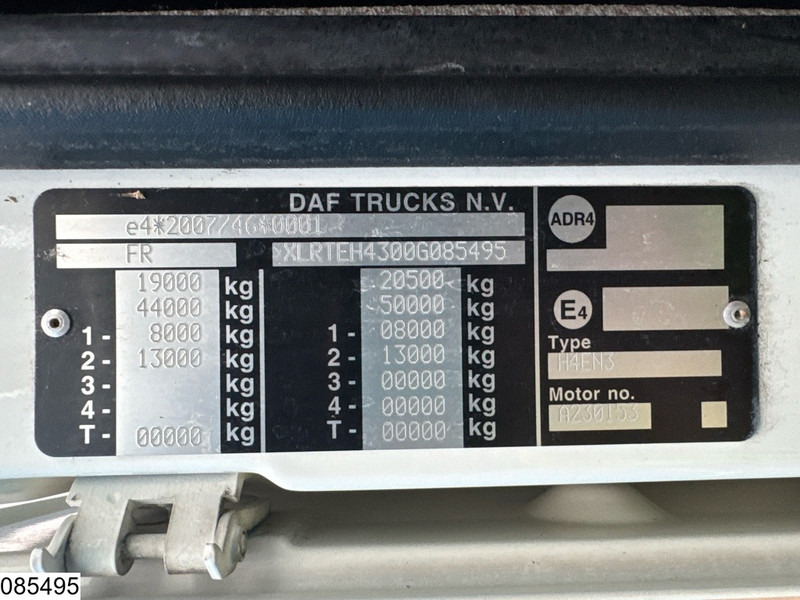 DAF TRUCKS N.V.
e4*2007/46*0001
FR
XLRTEH4300G085495
19000 kg
44000 kg
1- 8000 kg
2- 13000 kg
3- kg
4- kg
T- 00000 kg
20500 kg
50000 kg
1- 08000 kg
2- 13000 kg
3- 00000 kg
4- 00000 kg
T- 00000 kg
ADR4
E4
Type
H4EN3
Motor no.
A230153
085495